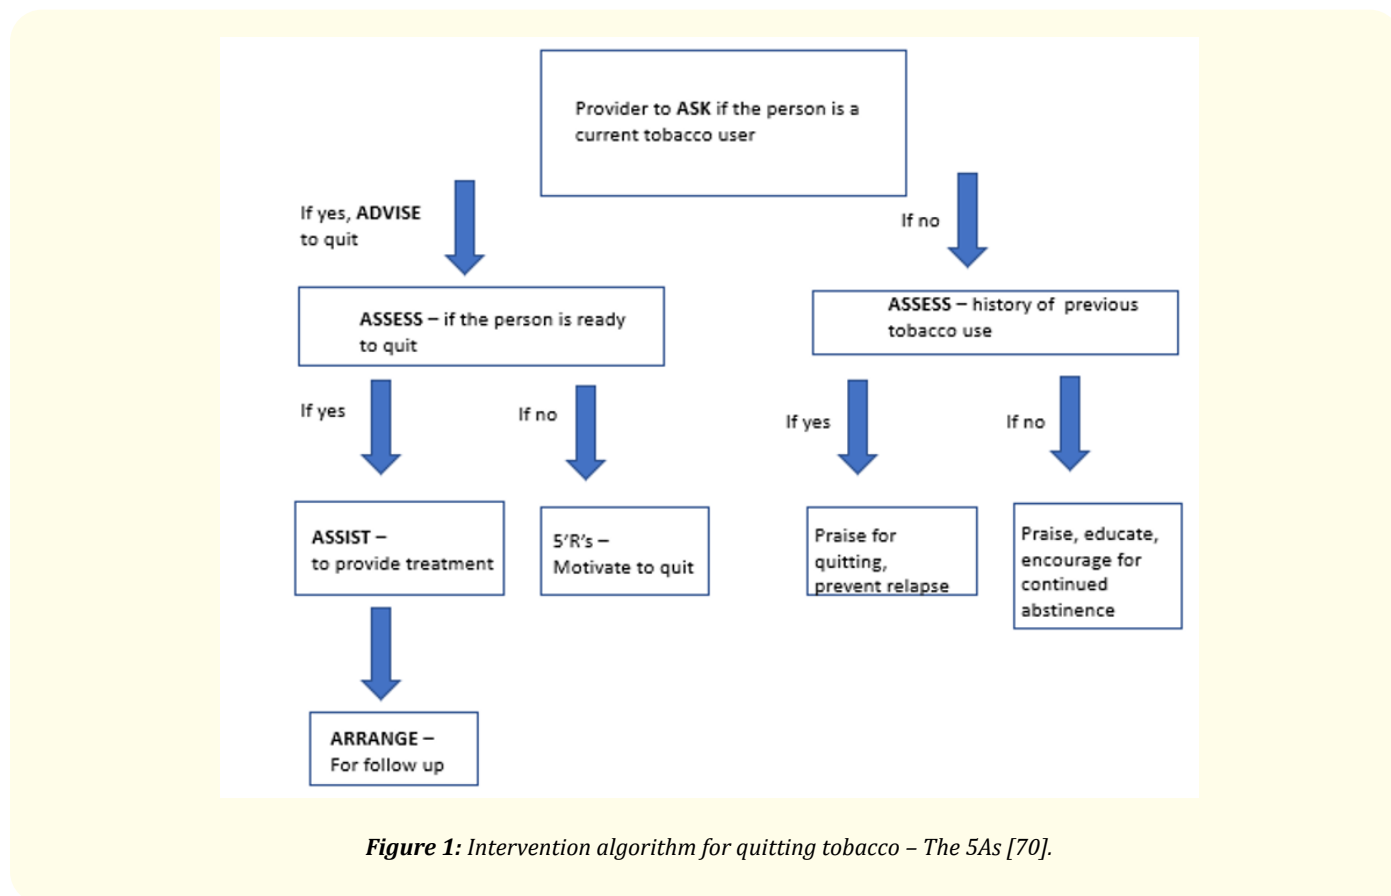 Provider to ASK if the person is a
current tobacco user
If yes, ADVISE
to quit
If no
ASSESS – if the person is ready
to quit
ASSESS – history of previous
tobacco use
If yes
If no
If yes
If no
ASSIST –
to provide treatment
5'R's –
Motivate to quit
Praise for
quitting,
prevent relapse
Praise, educate,
encourage for
continued
abstinence
ARRANGE –
For follow up
Figure 1: Intervention algorithm for quitting tobacco – The 5As [70].